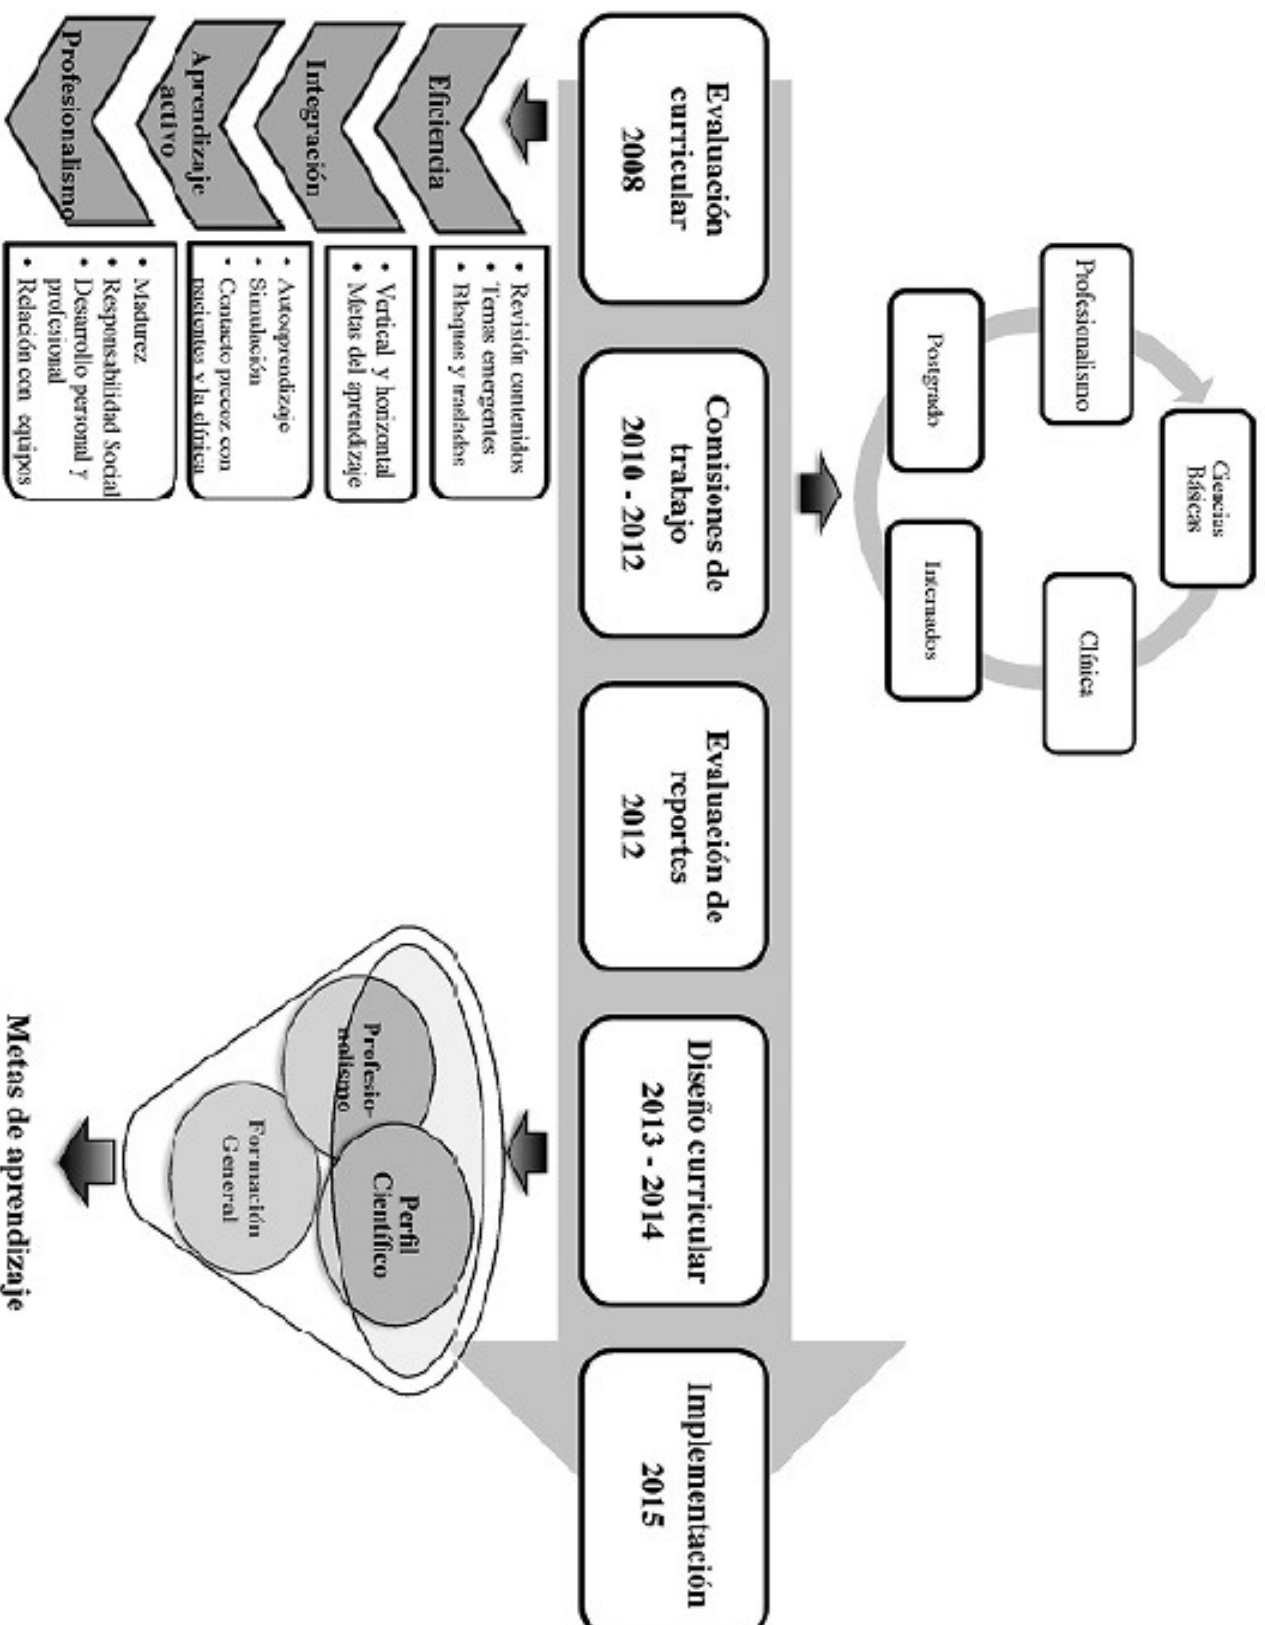 Ciencias
Básicas
Profesionalismo
Clínica
Postgrado
Internados
Evaluación
curricular
2008
Comisiones de
trabajo
2010 - 2012
Evaluación de
reportes
2012
Diseño curricular
2013 - 2014
Implementación
2015
Eficiencia
• Revisión contenidos
• Temas emergentes
• Bloques y traslados
Integración
• Vertical y horizontal
• Metas del aprendizaje
Aprendizaje
activo
• Autoaprendizaje
• Simulación
• Contacto precoz con
pacientes y la clínica
Profesionalismo
• Madurez
• Responsabilidad Social
• Desarrollo personal y
profesional
• Relación con equipos
Perfil
Científico
Profesio-
nalismo
Formación
General
Metas de aprendizaje